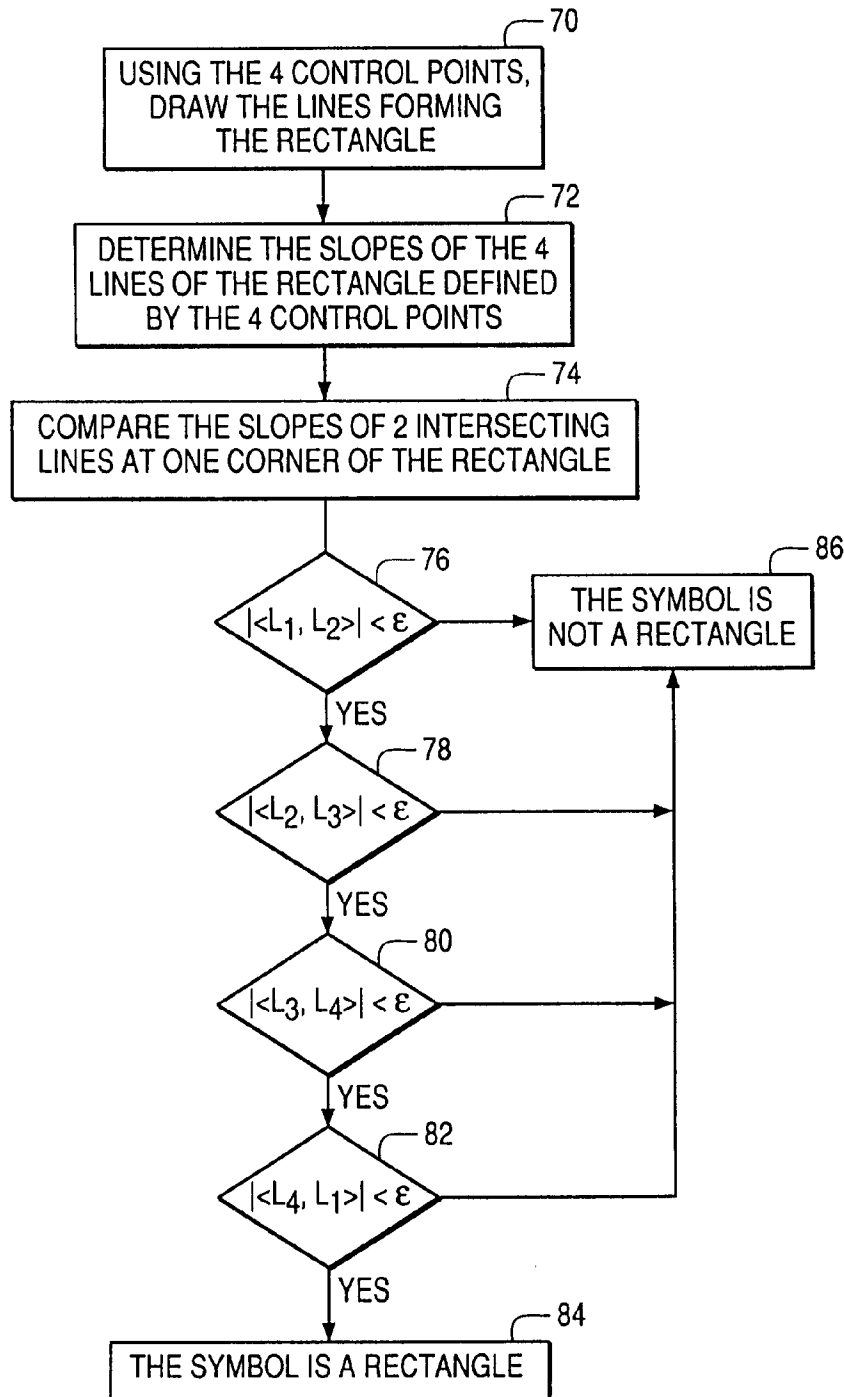 70
USING THE 4 CONTROL POINTS,
DRAW THE LINES FORMING
THE RECTANGLE
72
DETERMINE THE SLOPES OF THE 4
LINES OF THE RECTANGLE DEFINED
BY THE 4 CONTROL POINTS
74
COMPARE THE SLOPES OF 2 INTERSECTING
LINES AT ONE CORNER OF THE RECTANGLE
76
|<L1, L2>| < ε
86
THE SYMBOL IS
NOT A RECTANGLE
YES
78
|<L2, L3>| < ε
YES
80
|<L3, L4>| < ε
YES
82
|<L4, L1>| < ε
YES
84
THE SYMBOL IS A RECTANGLE